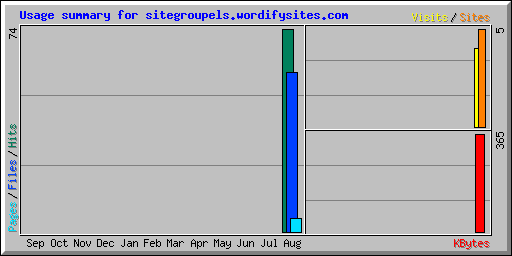 Usage summary for sitegroupels.wordifysites.com
Visits/Sites
74
5
365
Pages/Files/Hits
Sep Oct Nov Dec Jan Feb Mar Apr May Jun Jul Aug
KBytes